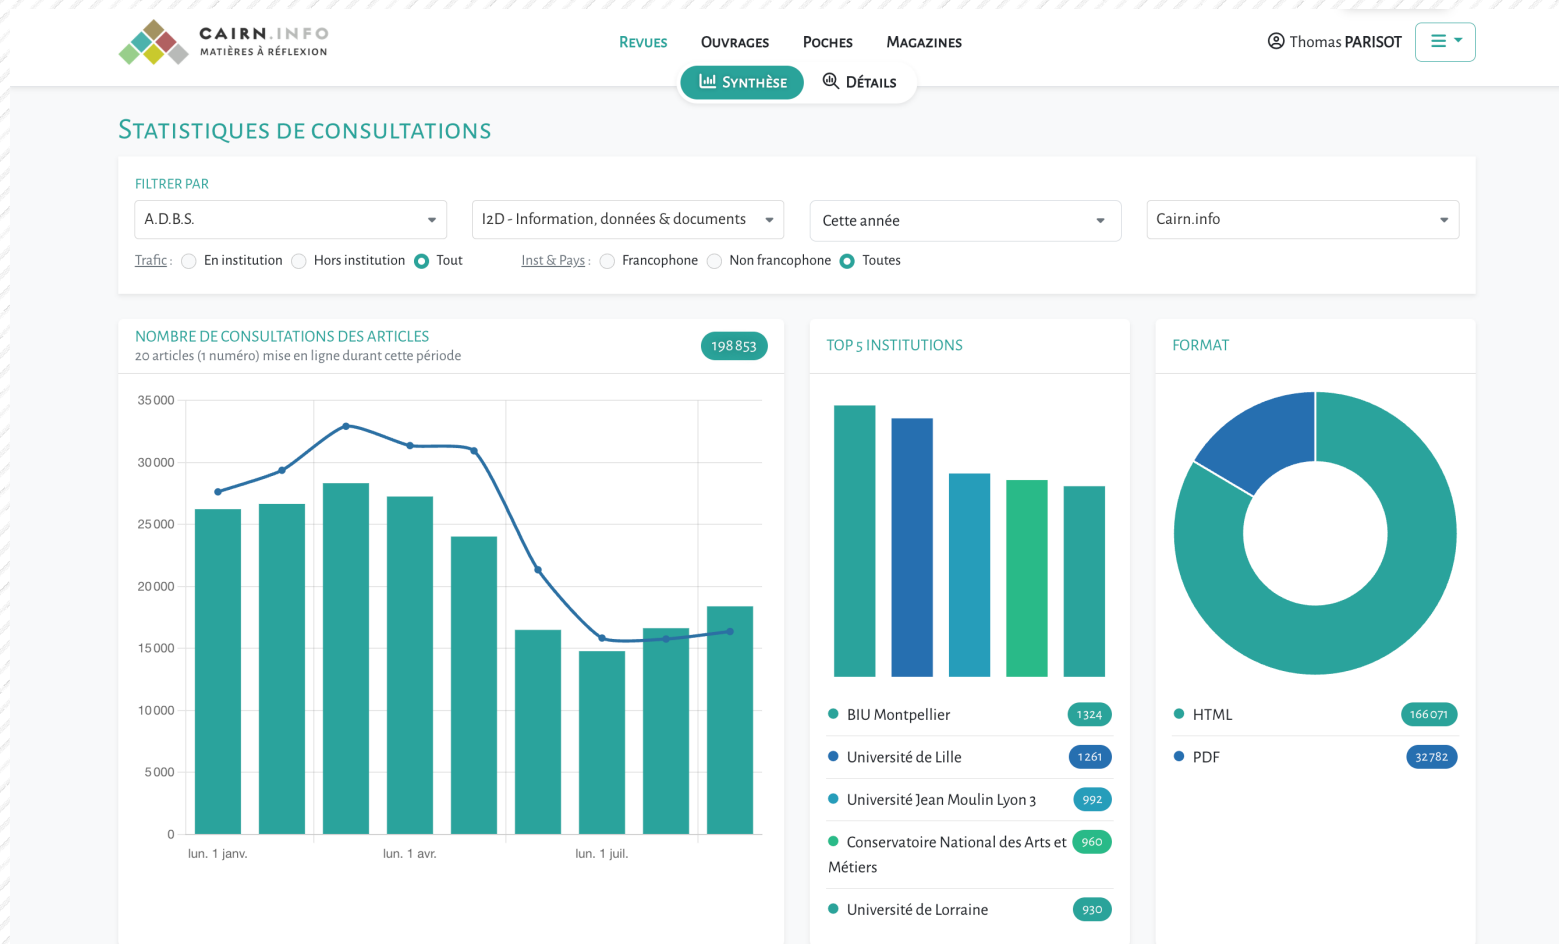 CAIRN.INFO
MATIÈRES À RÉFLEXION
Revues
Ouvrages
Poches
Magazines
Thomas PARISOT
Synthèse
Détails
Statistiques de consultations
FILTRER PAR
A.D.B.S.
I2D - Information, données & documents
Cette année
Cairn.info
Trafic : En institution Hors institution Tout
Inst & Pays : Francophone Non francophone Toutes
NOMBRE DE CONSULTATIONS DES ARTICLES
20 articles (1 numéro) mise en ligne durant cette période
198 853
35 000
30 000
25 000
20 000
15 000
10 000
5 000
0
lun. 1 janv.
lun. 1 avr.
lun. 1 juil.
TOP 5 INSTITUTIONS
BIU Montpellier 1 324
Université de Lille 1 261
Université Jean Moulin Lyon 3 992
Conservatoire National des Arts et 960
Métiers
Université de Lorraine 930
FORMAT
HTML 166 071
PDF 32 782